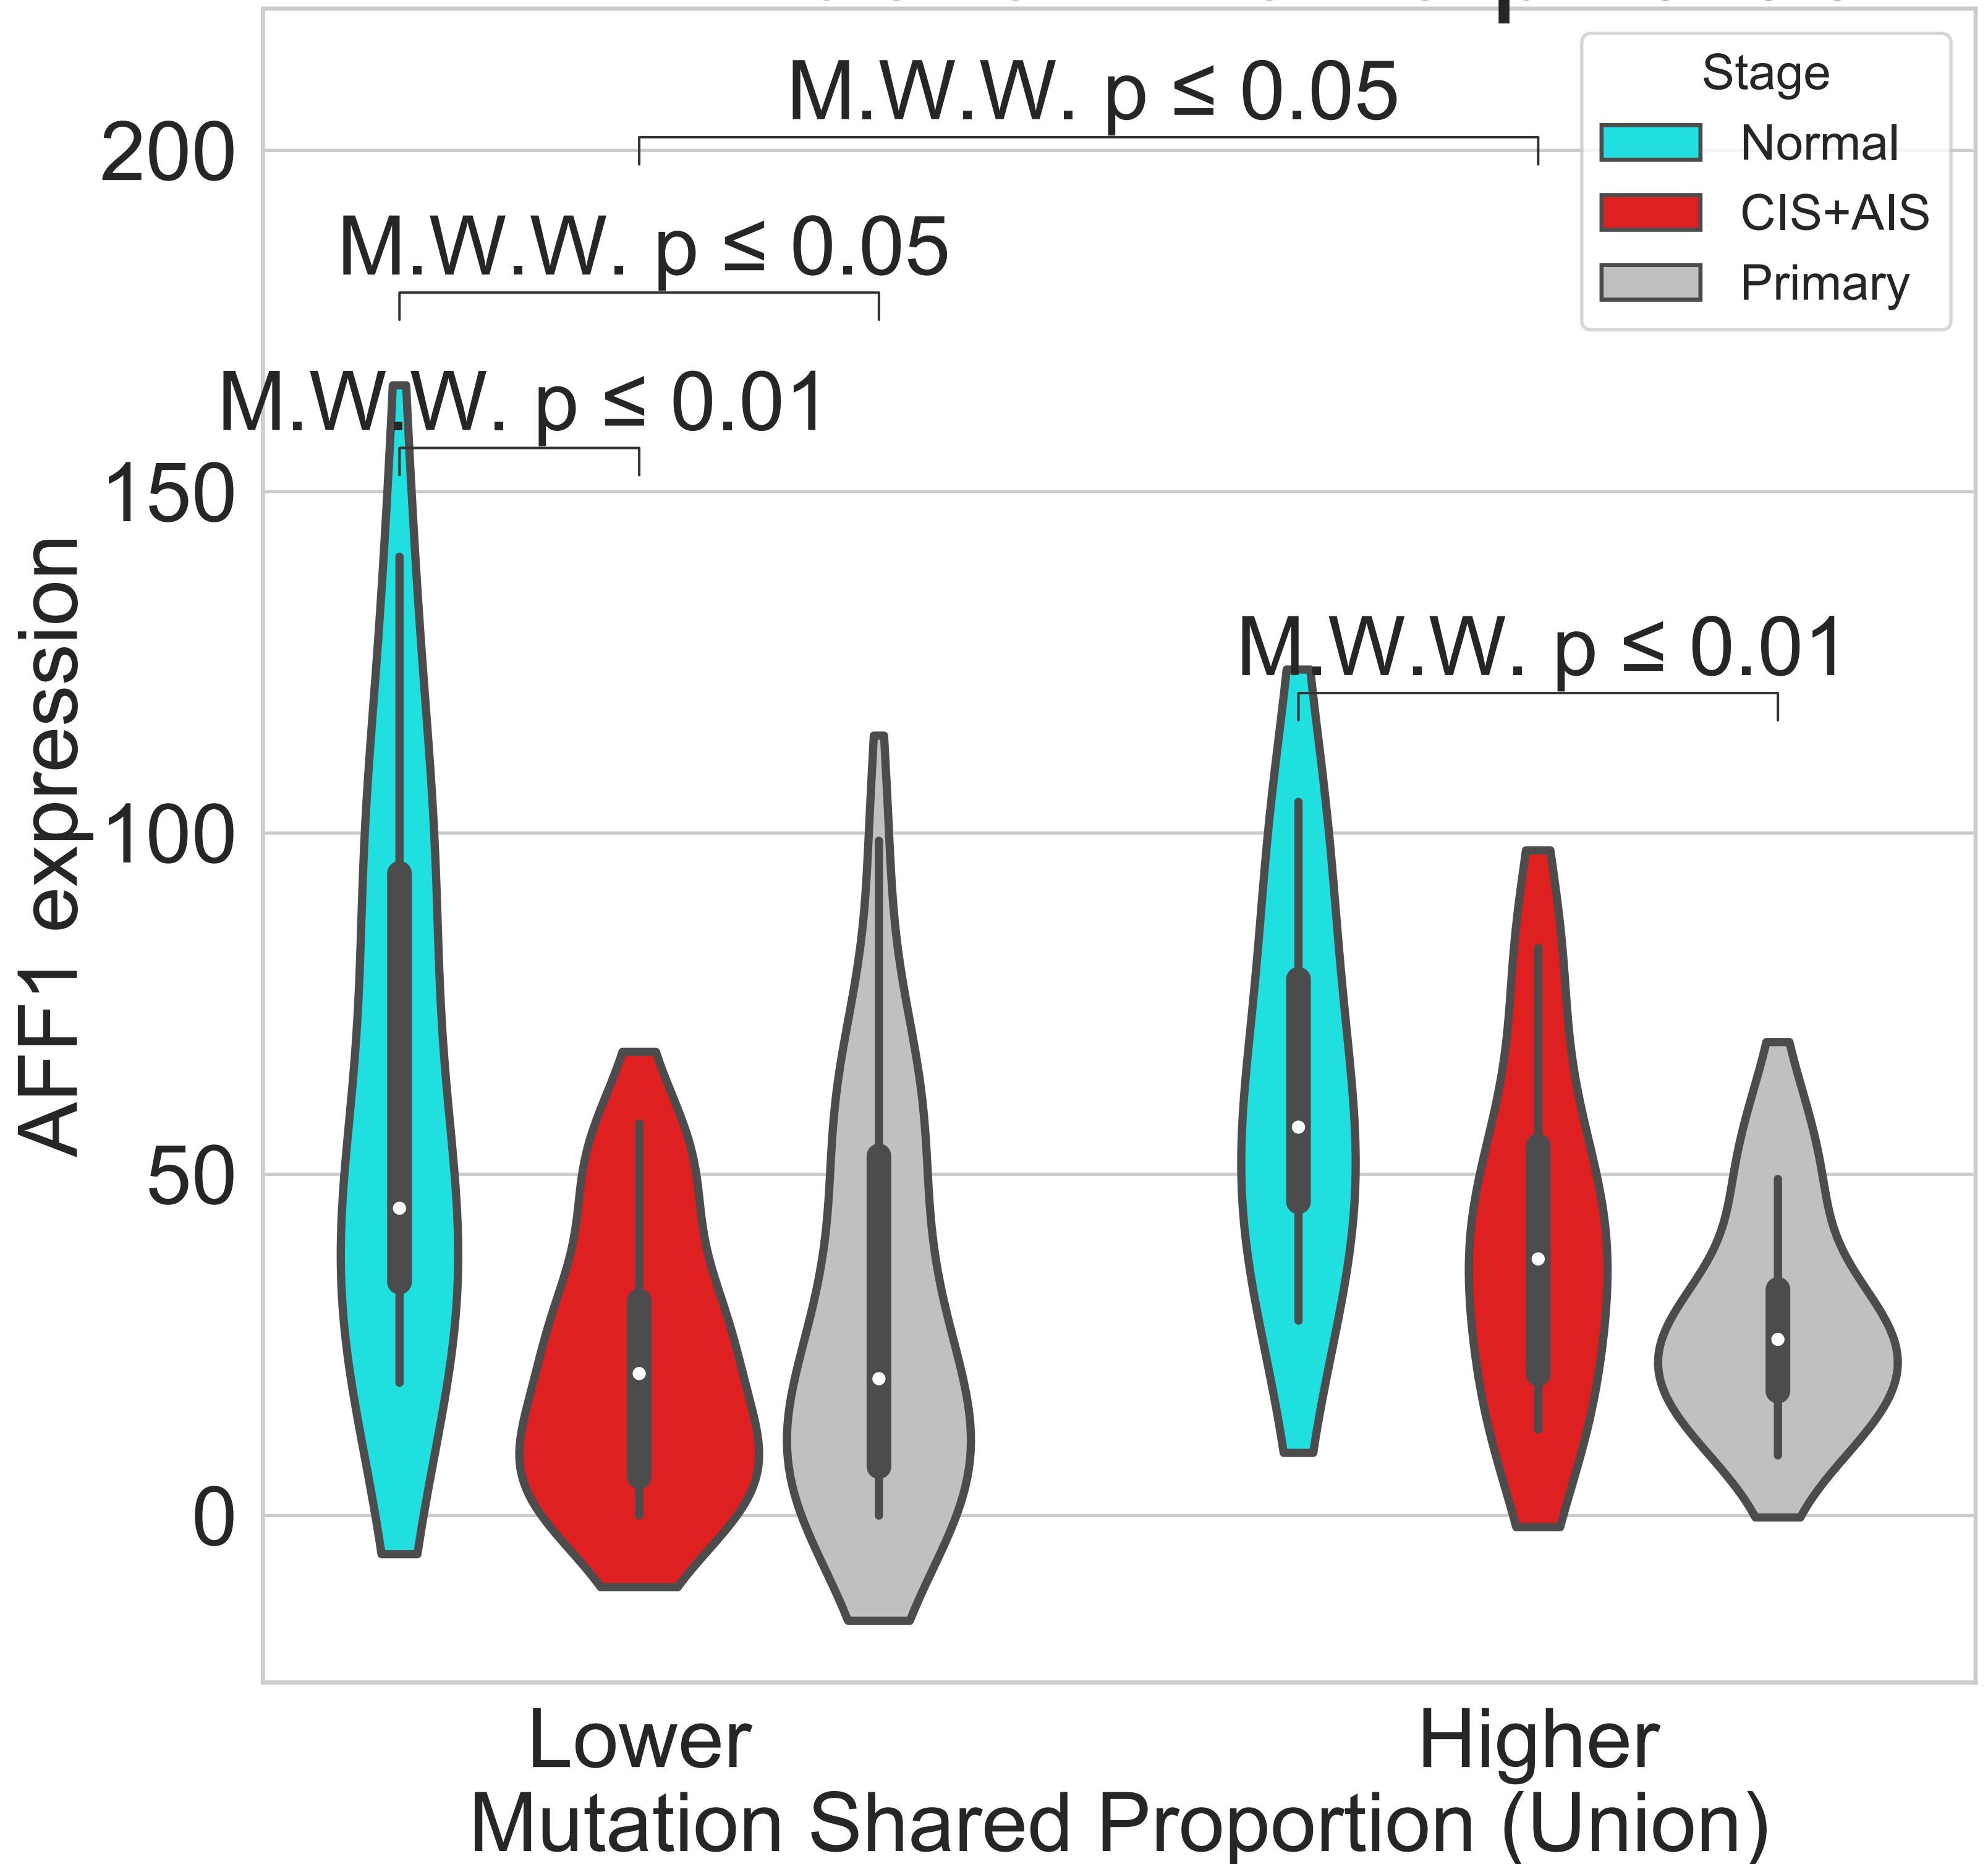 M.W.W. p ≤ 0.05
Stage
Normal
CIS+AIS
Primary
M.W.W. p ≤ 0.05
M.W.W. p ≤ 0.01
M.W.W. p ≤ 0.01
200
150
100
50
0
AFF1 expression
Lower
Higher
Mutation Shared Proportion (Union)